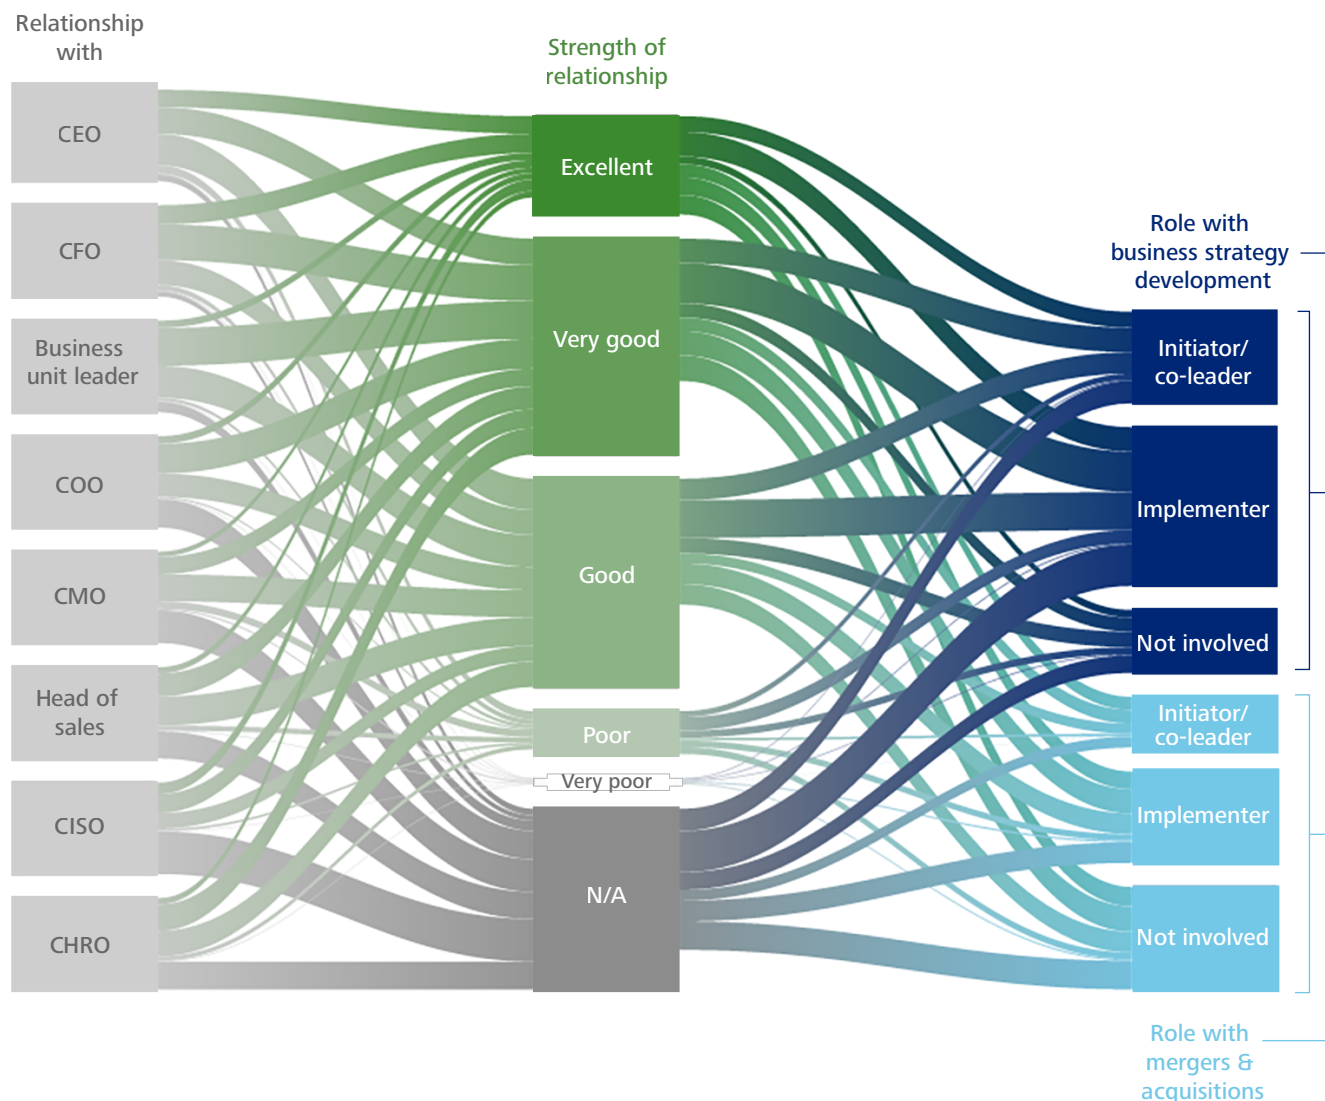 Relationship
with
CEO
CFO
Business
unit leader
COO
CMO
Head of
sales
CISO
CHRO
Strength of
relationship
Excellent
Very good
Good
Poor
Very poor
N/A
Role with
business strategy
development
Initiator/
co-leader
Implementer
Not involved
Initiator/
co-leader
Implementer
Not involved
Role with
mergers &
acquisitions